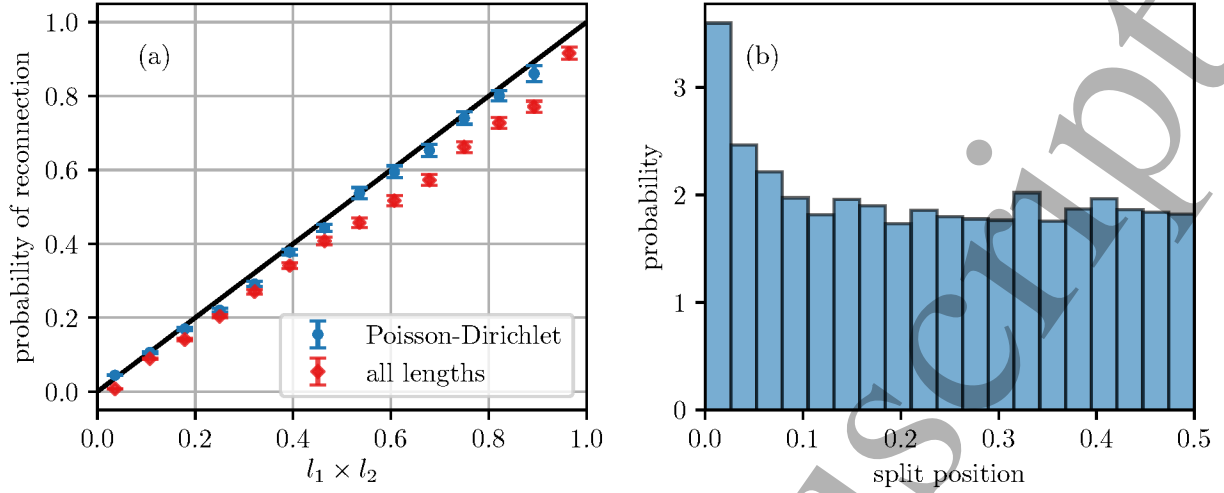 (a)
probability of reconnection
1.0
0.8
0.6
0.4
0.2
0.0
Poisson-Dirichlet
all lengths
0.0 0.2 0.4 0.6 0.8 1.0
l₁ × l₂
(b)
probability
3
2
1
0
0.0 0.1 0.2 0.3 0.4 0.5
split position
script